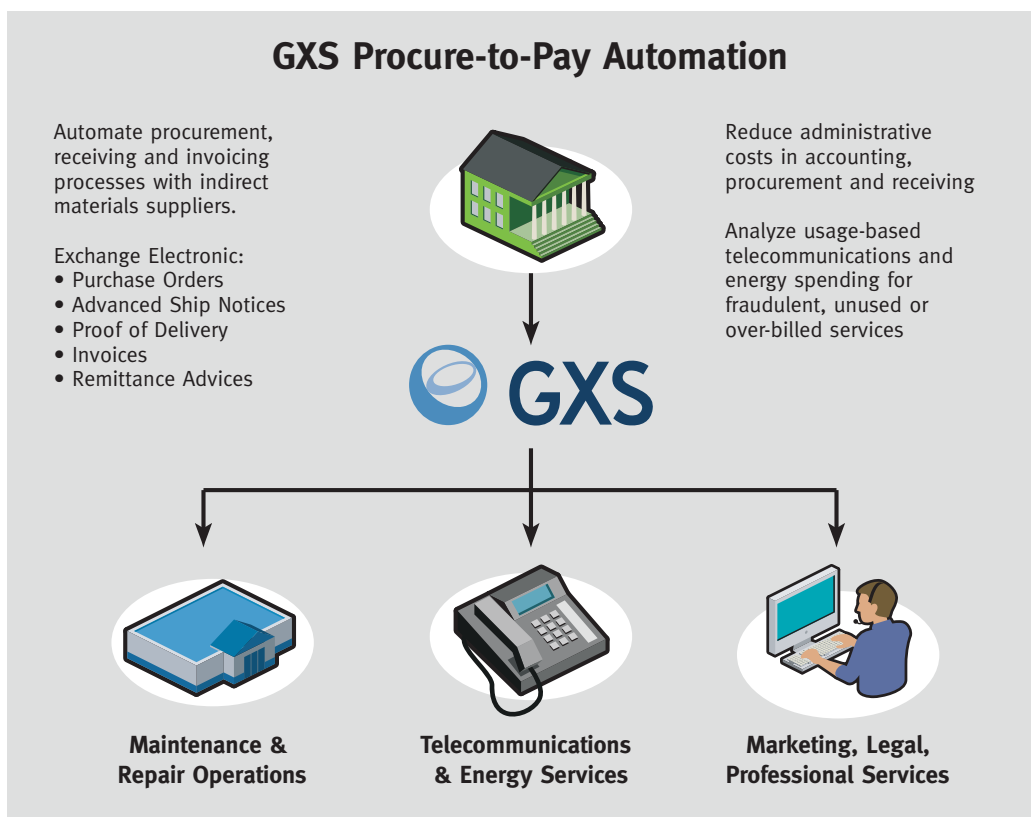 GXS Procure-to-Pay Automation
Automate procurement,
receiving and invoicing
processes with indirect
materials suppliers.
Exchange Electronic:
• Purchase Orders
• Advanced Ship Notices
• Proof of Delivery
• Invoices
• Remittance Advices
Reduce administrative
costs in accounting,
procurement and receiving
Analyze usage-based
telecommunications and
energy spending for
fraudulent, unused or
over-billed services
GXS
Maintenance &
Repair Operations
Telecommunications
& Energy Services
Marketing, Legal,
Professional Services